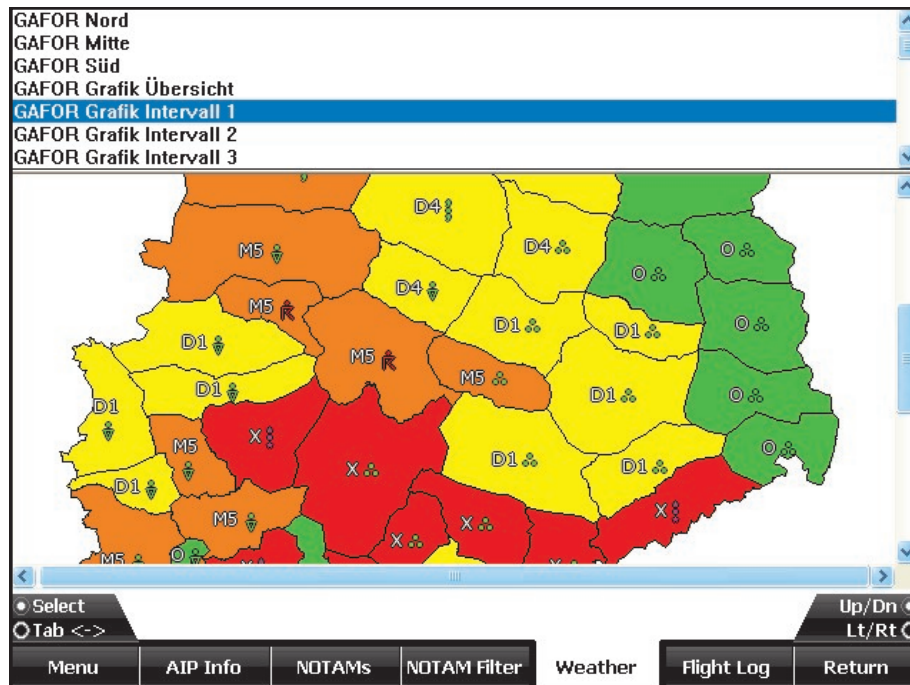 GAFOR Nord
GAFOR Mitte
GAFOR Süd
GAFOR Grafik Übersicht
GAFOR Grafik Intervall 1
GAFOR Grafik Intervall 2
GAFOR Grafik Intervall 3
D4
M5
D4
O
O
D4
M5
D1
D1
O
D1
M5
M5
D1
D1
O
D1
X
M5
D1
D1
O
X
D1
M5
X
X
X
M5
O
Select
Up/Dn
Tab <->
Lt/Rt
Menu
AIP Info
NOTAMs
NOTAM Filter
Weather
Flight Log
Return